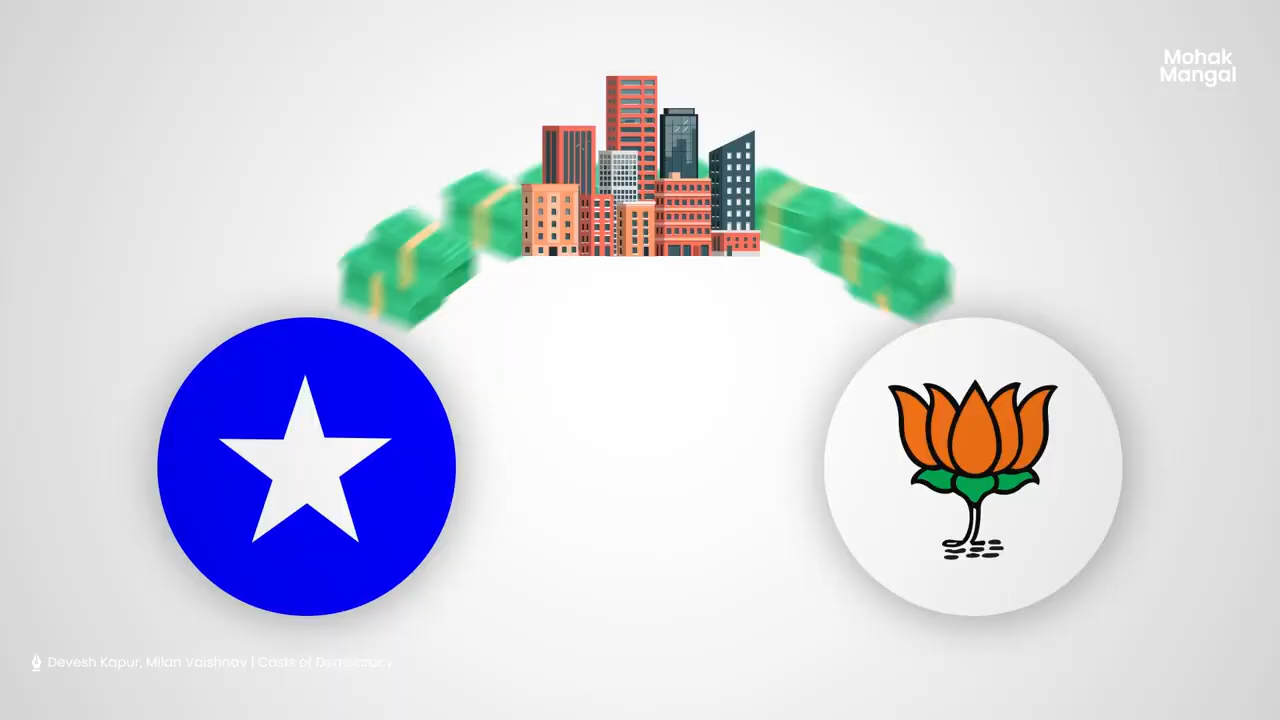 Mohak
Mangal
Devesh Kapur, Milan Vaishnav | Costs of Democracy